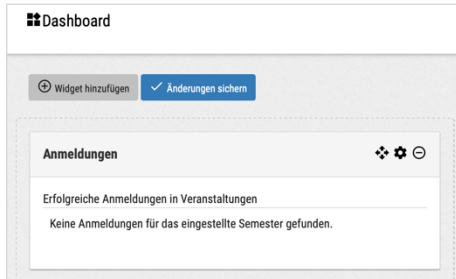 Dashboard
Widget hinzufügen
Änderungen sichern
Anmeldungen
Erfolgreiche Anmeldungen in Veranstaltungen
Keine Anmeldungen für das eingestellte Semester gefunden.